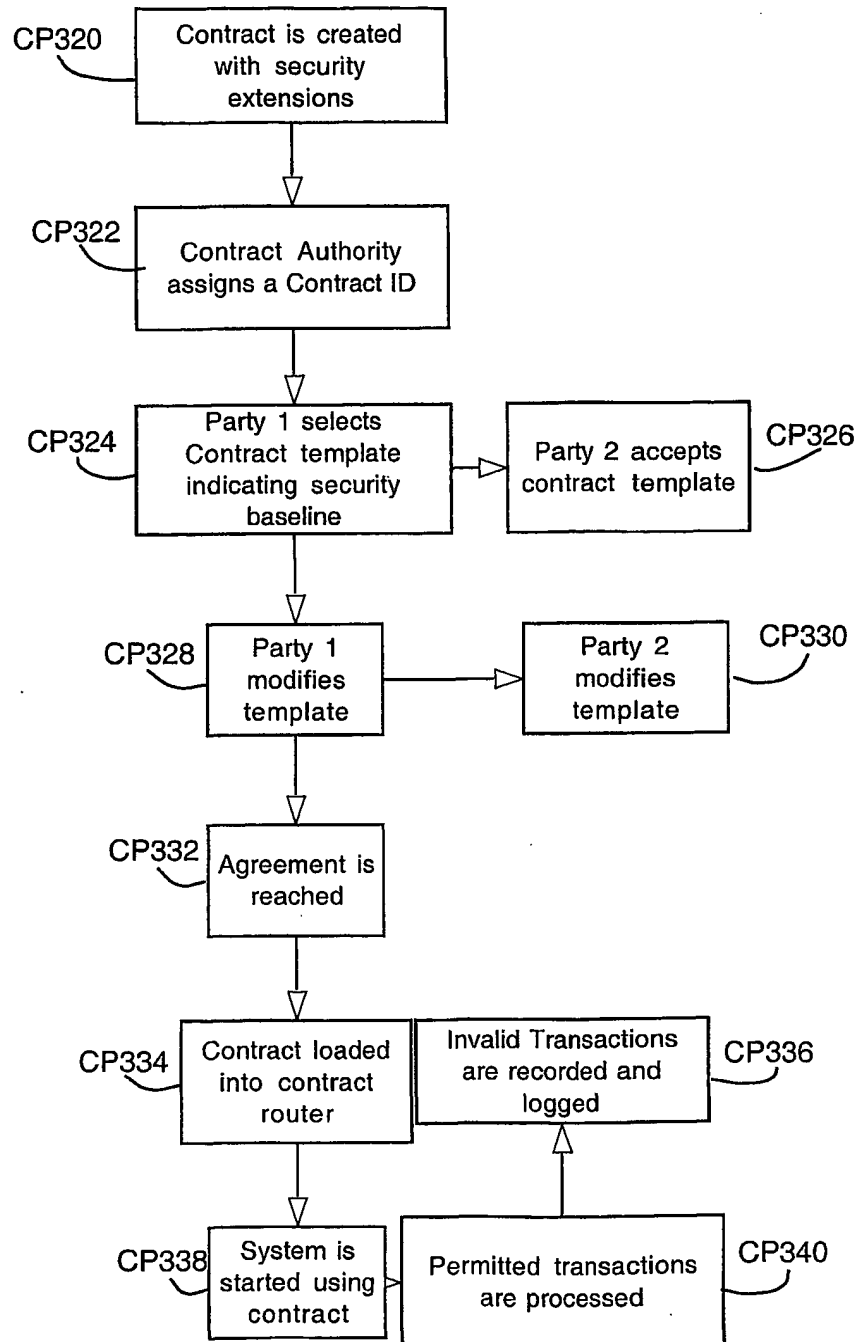 CP320
Contract is created
with security
extensions
CP322
Contract Authority
assigns a Contract ID
CP324
Party 1 selects
Contract template
indicating security
baseline
Party 2 accepts
contract template
CP326
CP328
Party 1
modifies
template
Party 2
modifies
template
CP330
CP332
Agreement is
reached
CP334
Contract loaded
into contract
router
Invalid Transactions
are recorded and
logged
CP336
CP338
System is
started using
contract
Permitted transactions
are processed
CP340